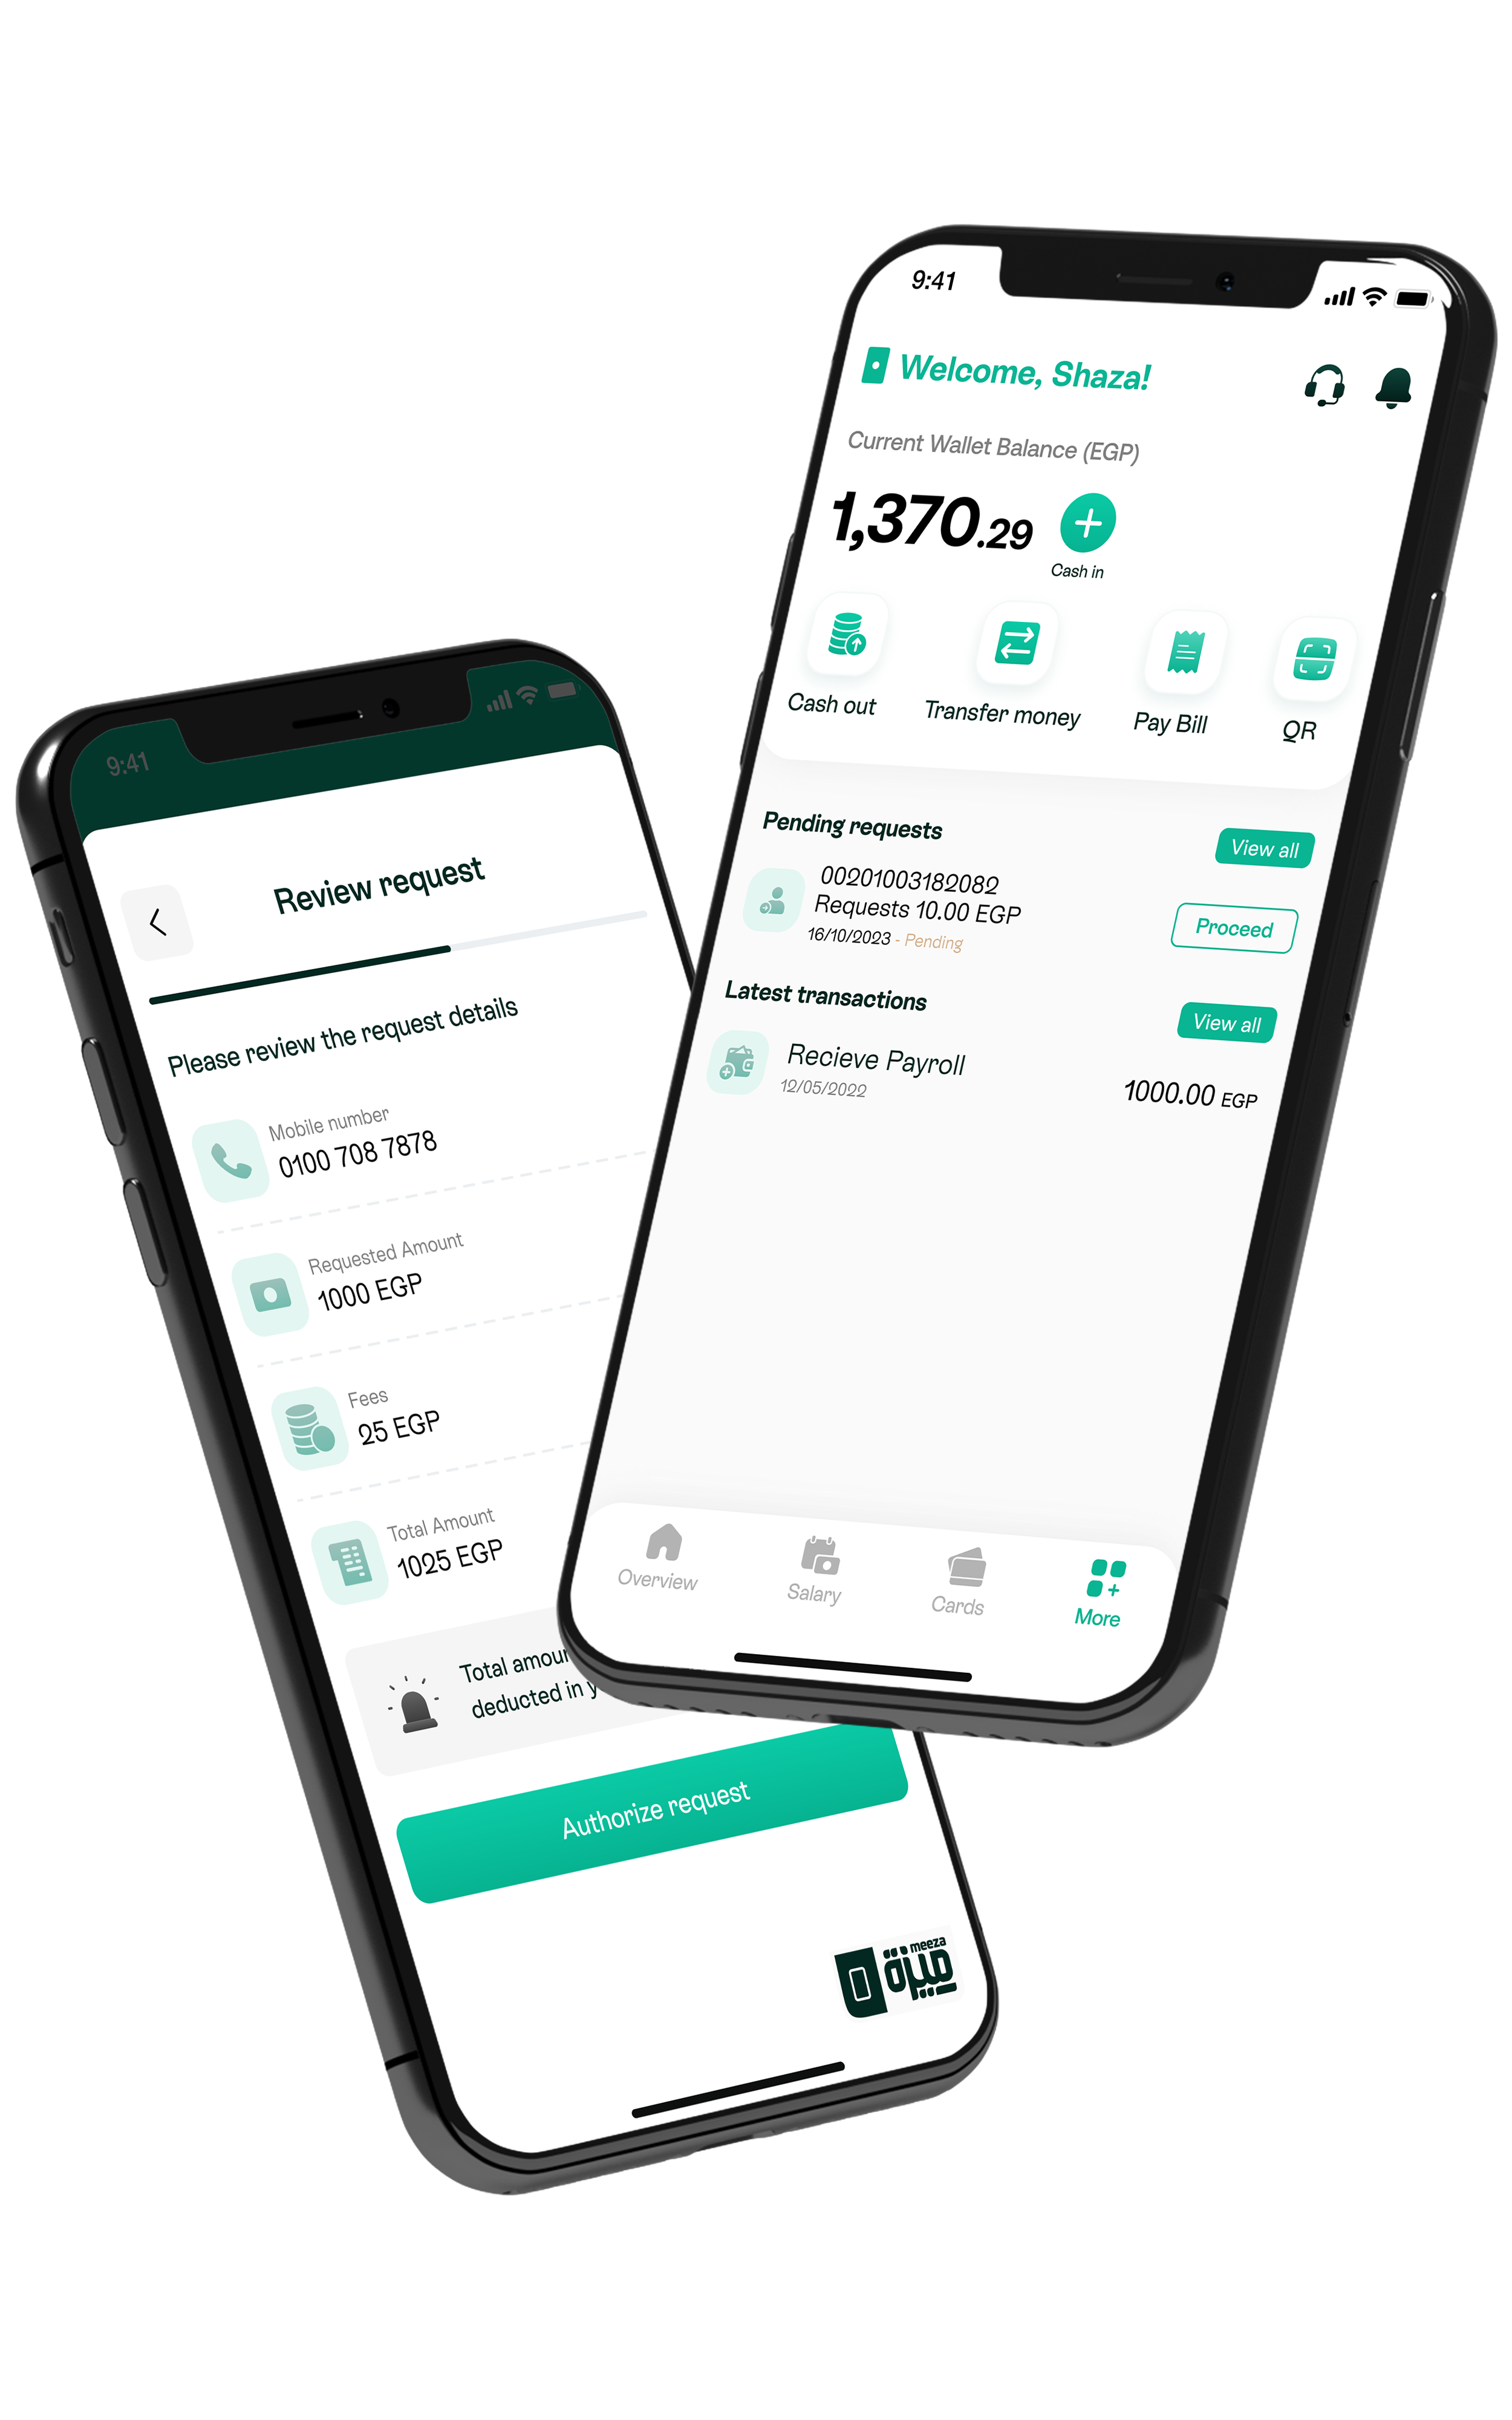 9:41
Welcome, Shaza!
Current Wallet Balance (EGP)
1,370.29
Cash in
Cash out
Transfer money
Pay Bill
QR
Pending requests
View all
00201003182082
Requests 10.00 EGP
16/10/2023 - Pending
Proceed
Latest transactions
View all
Recieve Payroll
12/05/2022
1000.00 EGP
Overview
Salary
Cards
More
9:41
Review request
Please review the request details
Mobile number
0100 708 7878
Requested Amount
1000 EGP
Fees
25 EGP
Total Amount
1025 EGP
Total
deducted in
Authorize request
meeza
ميزة